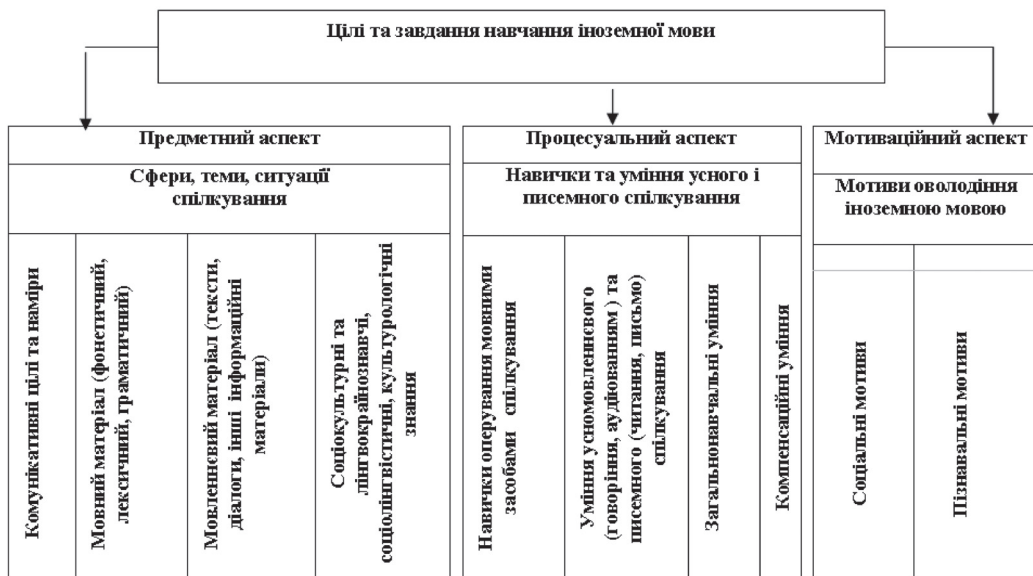 Цілі та завдання навчання іноземної мови
Предметний аспект
Сфери, теми, ситуації
спілкування
Комунікативні цілі та наміри
Мовний матеріал (фонетичний,
лексичний, граматичний)
Мовленнєвий матеріал (тексти,
діалоги, інші інформаційні
матеріали)
Соціокультурні та
лінгвокраїнознавчі,
соціолінгвістичні, культурологічні
знання
Процесуальний аспект
Навички та уміння усного і
писемного спілкування
Навички оперування мовними
засобами спілкування
Уміння усномовленнєвого
(говоріння, аудіюванням ) та
писемного (читання, письмо)
спілкування
Загальнонавчальні уміння
Компенсаційні уміння
Мотиваційний аспект
Мотиви оволодіння
іноземною мовою
Соціальні мотиви
Пізнавальні мотиви